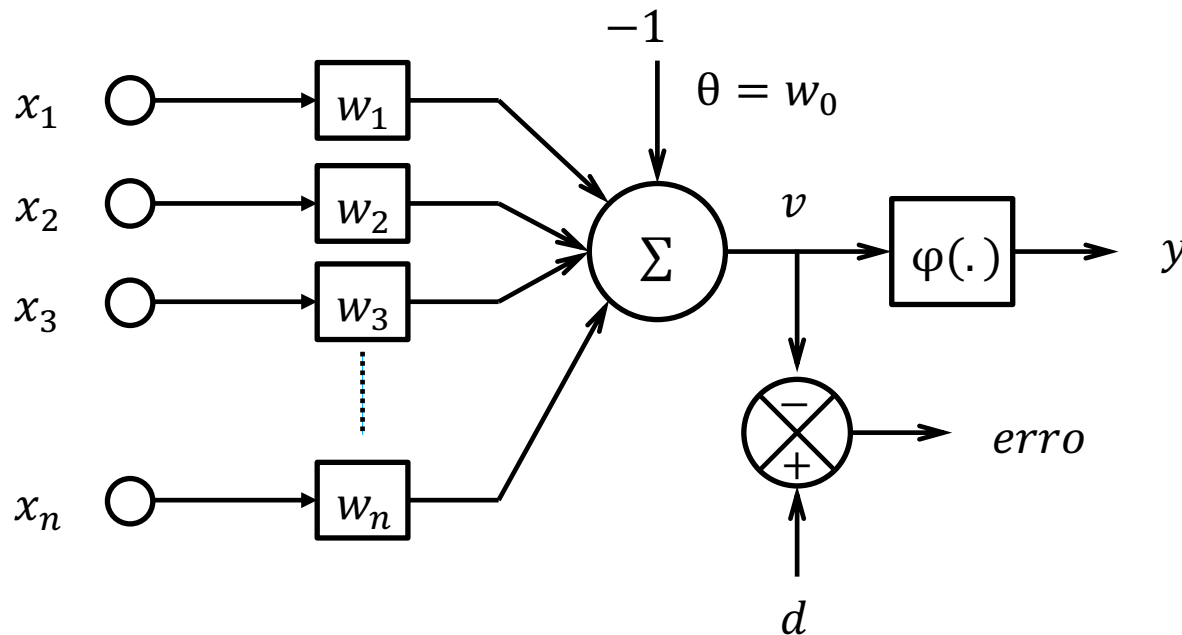 −1
θ = w₀
x₁
w₁
x₂
w₂
v
Σ
φ(.)
y
x₃
w₃
−
erro
+
xₙ
wₙ
d